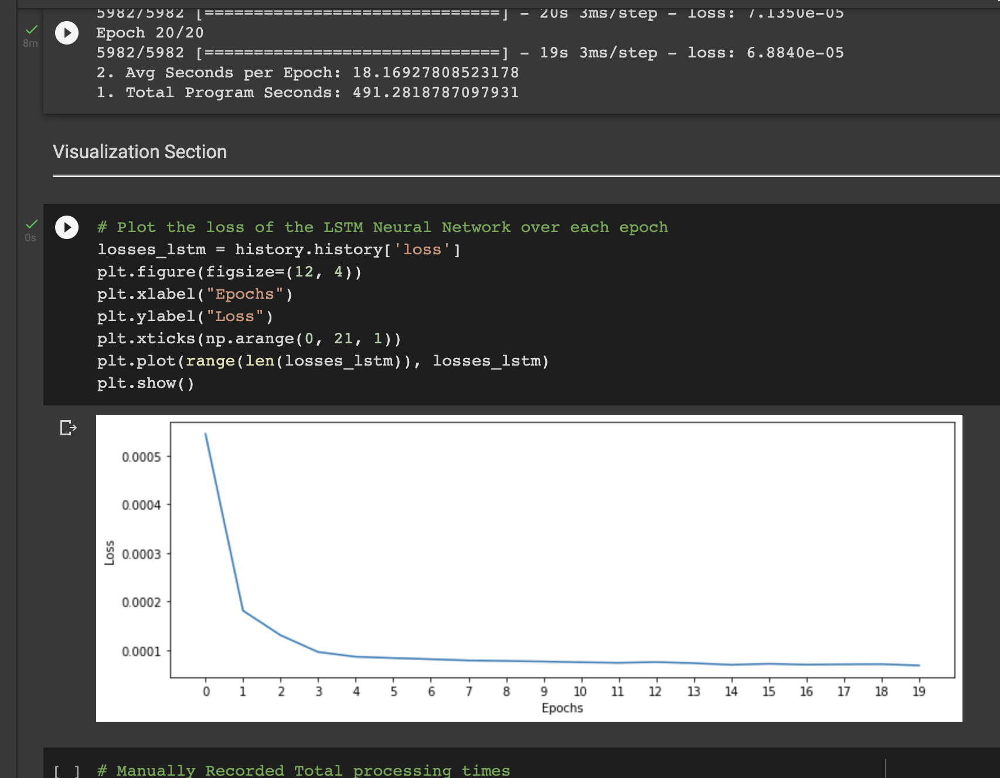 5982/5982 [==============================] - 20s 3ms/step - loss: 7.1350e-05
8m
Epoch 20/20
5982/5982 [==============================] - 19s 3ms/step - loss: 6.8840e-05
2. Avg Seconds per Epoch: 18.16927808523178
1. Total Program Seconds: 491.2818787097931
Visualization Section
0s
# Plot the loss of the LSTM Neural Network over each epoch
losses_lstm = history.history['loss']
plt.figure(figsize=(12, 4))
plt.xlabel("Epochs")
plt.ylabel("Loss")
plt.xticks(np.arange(0, 21, 1))
plt.plot(range(len(losses_lstm)), losses_lstm)
plt.show()
0.0005
0.0004
0.0003
0.0002
0.0001
Loss
0 1 2 3 4 5 6 7 8 9 10 11 12 13 14 15 16 17 18 19
Epochs
[ ] # Manually Recorded Total processing times